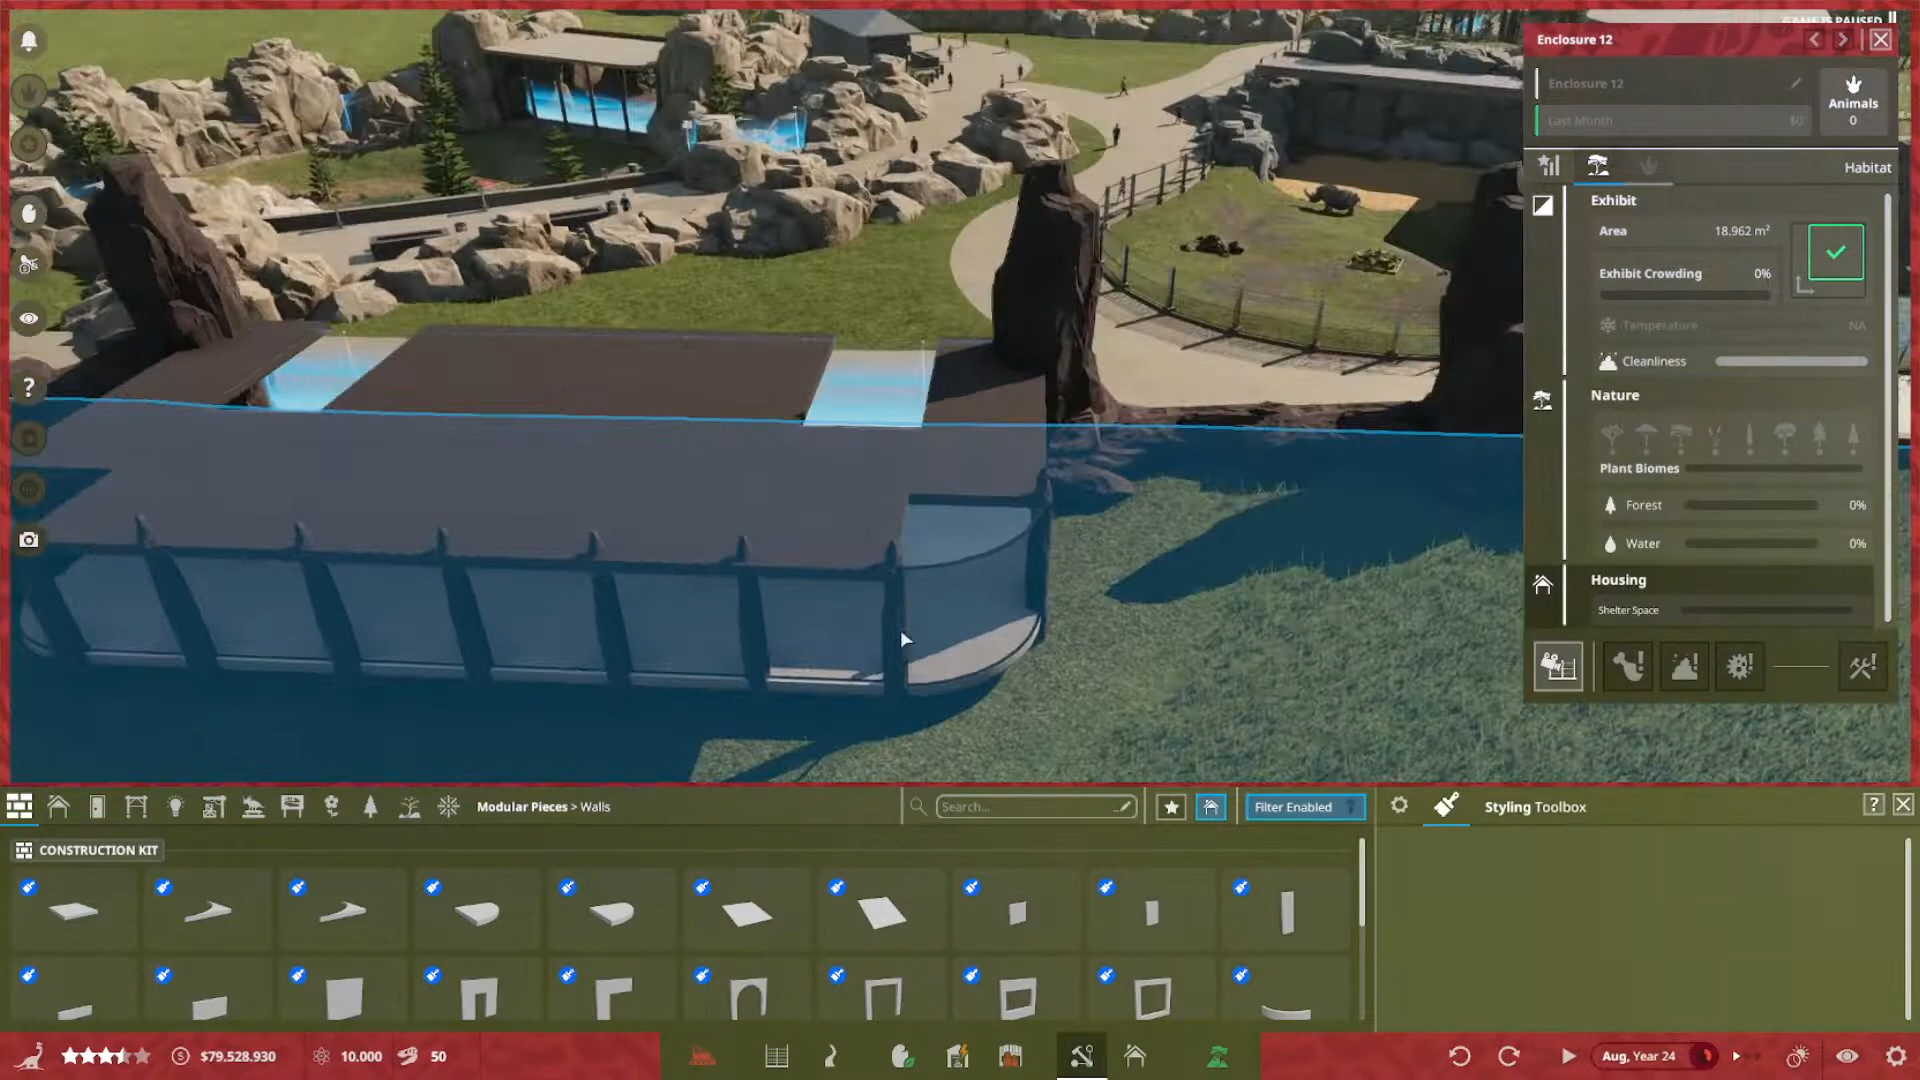 GAME IS PAUSED
Enclosure 12
Enclosure 12
Last Month $0
Animals
0
Habitat
Exhibit
Area 18.962 m²
Exhibit Crowding 0%
Temperature NA
Cleanliness
Nature
Plant Biomes
Forest 0%
Water 0%
Housing
Shelter Space
Modular Pieces > Walls
Search...
Filter Enabled
Styling Toolbox
?
CONSTRUCTION KIT
$79.528.930
10.000
50
Aug, Year 24